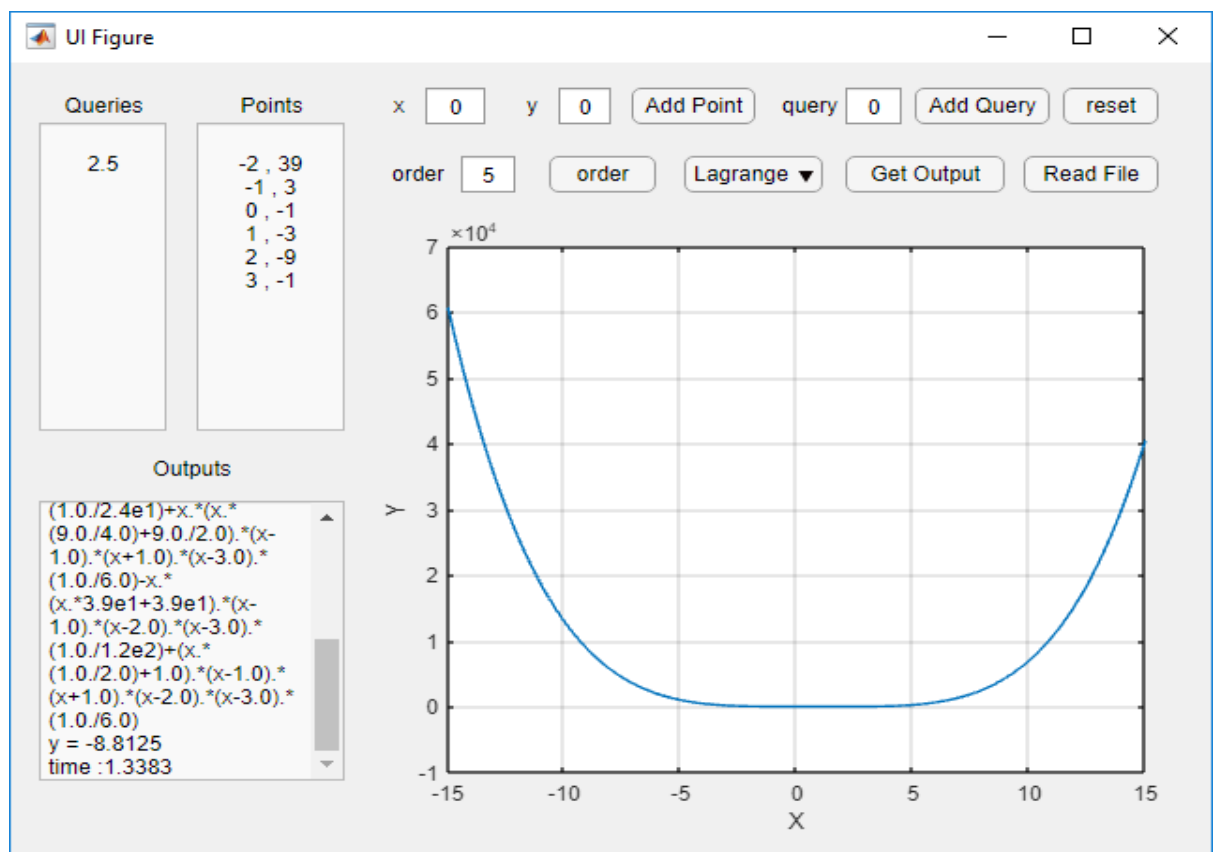 UI Figure
Queries Points x 0 y 0 Add Point query 0 Add Query reset
order 5 order Lagrange Get Output Read File
2.5
-2 , 39
-1 , 3
0 , -1
1 , -3
2 , -9
3 , -1
Outputs
(1.0./2.4e1)+x.*(x.*
(9.0./4.0)+9.0./2.0).*(x-
1.0).*(x+1.0).*(x-3.0).*
(1.0./6.0)-x.*
(x.*3.9e1+3.9e1).*(x-
1.0).*(x-2.0).*(x-3.0).*
(1.0./1.2e2)+(x.*
(1.0./2.0)+1.0).*(x-1.0).*
(x+1.0).*(x-2.0).*(x-3.0).*
(1.0./6.0)
y = -8.8125
time :1.3383
×10⁴
7
6
5
4
3
2
1
0
-1
Y
-15 -10 -5 0 5 10 15
X